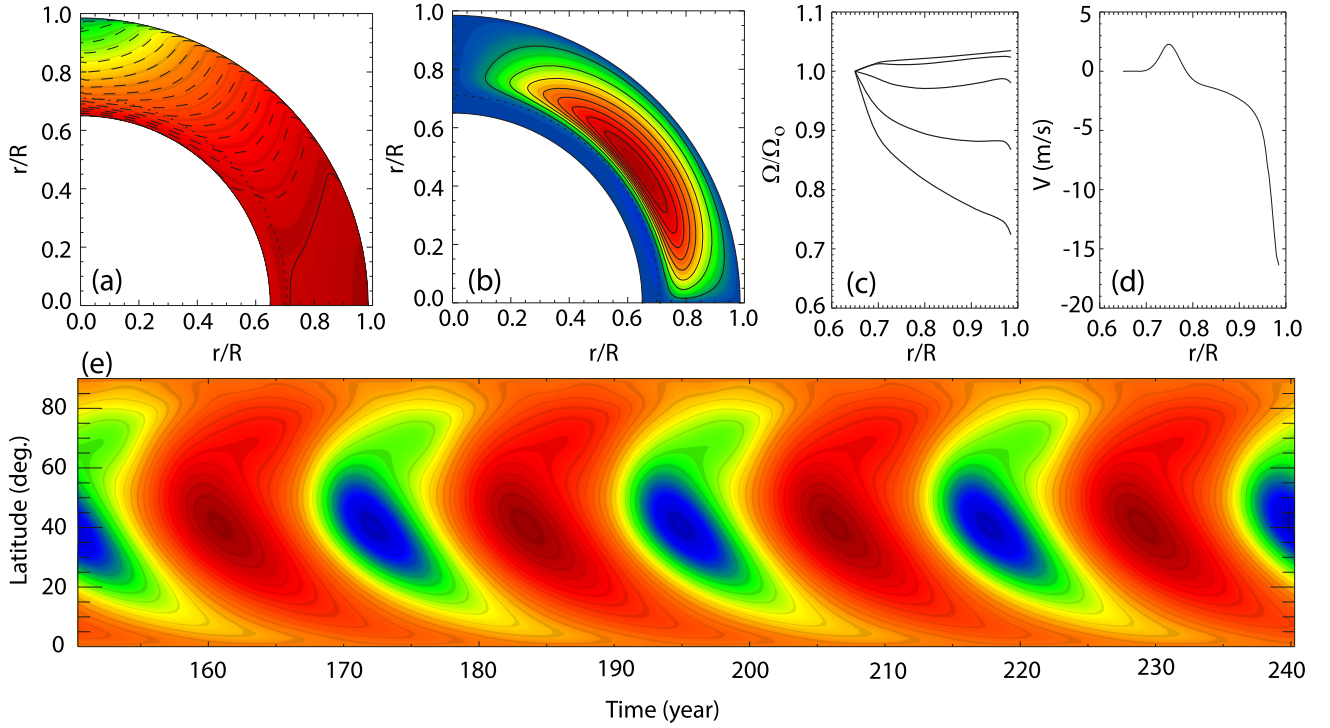 1.0
0.8
0.6
0.4
0.2
0.0
r/R
(a)
0.0 0.2 0.4 0.6 0.8 1.0
r/R
1.0
0.8
0.6
0.4
0.2
0.0
r/R
(b)
0.0 0.2 0.4 0.6 0.8 1.0
r/R
1.1
1.0
0.9
0.8
0.7
0.6
Ω/Ωo
(c)
0.6 0.7 0.8 0.9 1.0
r/R
5
0
-5
-10
-15
-20
V (m/s)
(d)
0.6 0.7 0.8 0.9 1.0
r/R
(e)
80
60
40
20
0
Latitude (deg.)
160 170 180 190 200 210 220 230 240
Time (year)